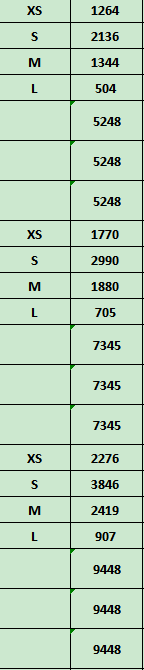 XS 1264
S 2136
M 1344
L 504
5248
5248
5248
XS 1770
S 2990
M 1880
L 705
7345
7345
7345
XS 2276
S 3846
M 2419
L 907
9448
9448
9448